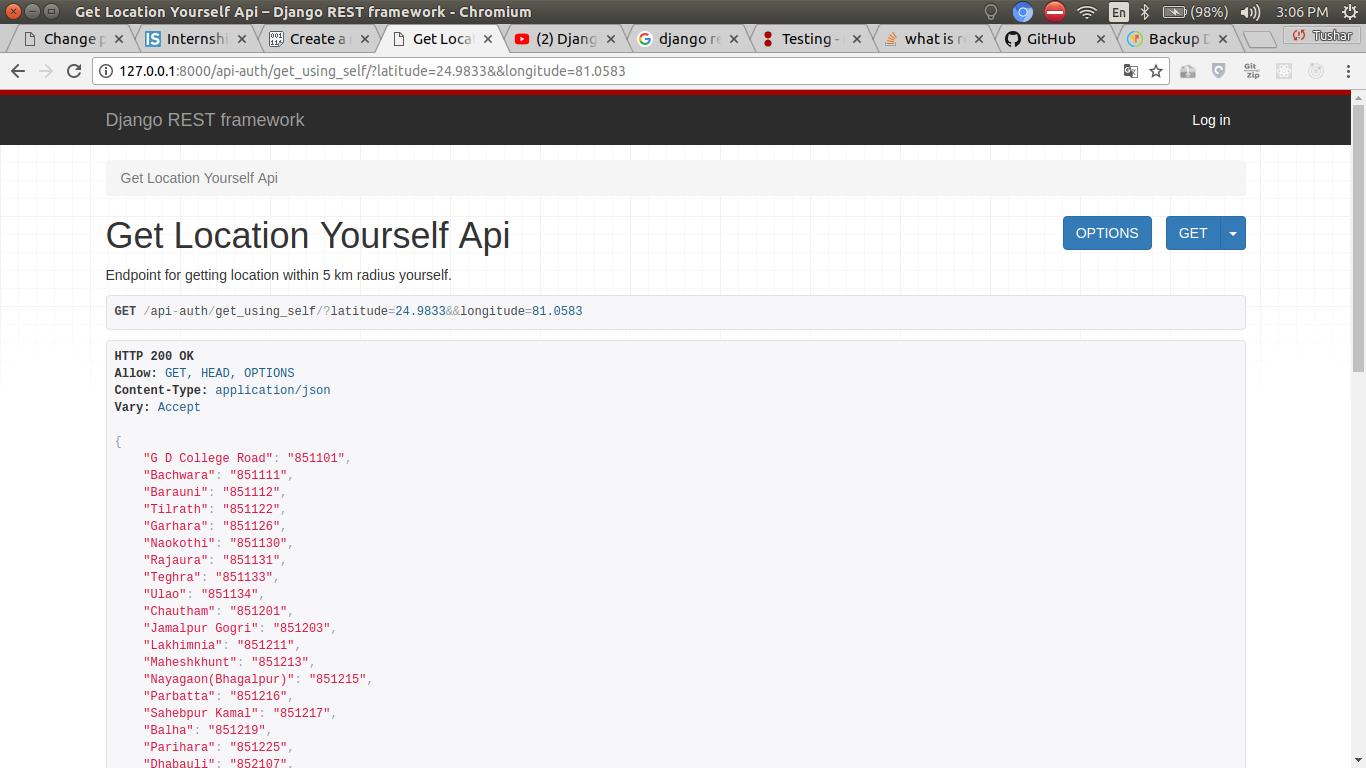 Get Location Yourself Api – Django REST framework - Chromium
En (98%) 3:06 PM
Change p Internshi Create a Get Locat (2) Djang django re Testing - what is re GitHub Backup D Tushar
127.0.0.1:8000/api-auth/get_using_self/?latitude=24.9833&&longitude=81.0583
Git Zip
Django REST framework
Log in
Get Location Yourself Api
Get Location Yourself Api
OPTIONS GET
Endpoint for getting location within 5 km radius yourself.
GET /api-auth/get_using_self/?latitude=24.9833&&longitude=81.0583
HTTP 200 OK
Allow: GET, HEAD, OPTIONS
Content-Type: application/json
Vary: Accept
{
"G D College Road": "851101",
"Bachwara": "851111",
"Barauni": "851112",
"Tilrath": "851122",
"Garhara": "851126",
"Naokothi": "851130",
"Rajaura": "851131",
"Teghra": "851133",
"Ulao": "851134",
"Chautham": "851201",
"Jamalpur Gogri": "851203",
"Lakhimnia": "851211",
"Maheshkhunt": "851213",
"Nayagaon(Bhagalpur)": "851215",
"Parbatta": "851216",
"Sahebpur Kamal": "851217",
"Balha": "851219",
"Parihara": "851225",
"Dhabauli": "852107",